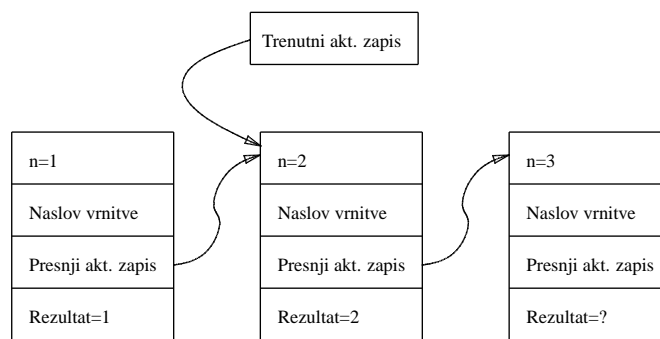 Trenutni akt. zapis
n=1
Naslov vrnitve
Presnji akt. zapis
Rezultat=1
n=2
Naslov vrnitve
Presnji akt. zapis
Rezultat=2
n=3
Naslov vrnitve
Presnji akt. zapis
Rezultat=?